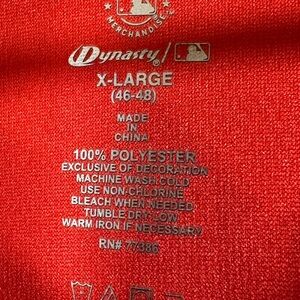 MERCHANDISE
Dynasty
X-LARGE
(46-48)
MADE
IN
CHINA
100% POLYESTER
EXCLUSIVE OF DECORATION
MACHINE WASH COLD
USE NON-CHLORINE
BLEACH WHEN NEEDED
TUMBLE DRY LOW
WARM IRON IF NECESSARY
RN# 77386